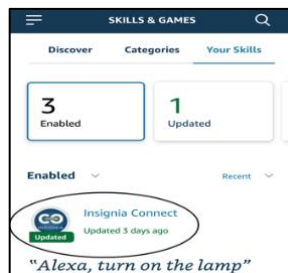 SKILLS & GAMES
Discover Categories Your Skills
3
Enabled
1
Updated
Enabled
Recent
Insignia Connect
Updated
Updated 3 days ago
"Alexa, turn on the lamp"